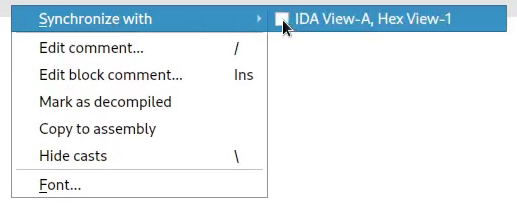 Synchronize with IDA View-A, Hex View-1
Edit comment... /
Edit block comment... Ins
Mark as decompiled
Copy to assembly
Hide casts \
Font...